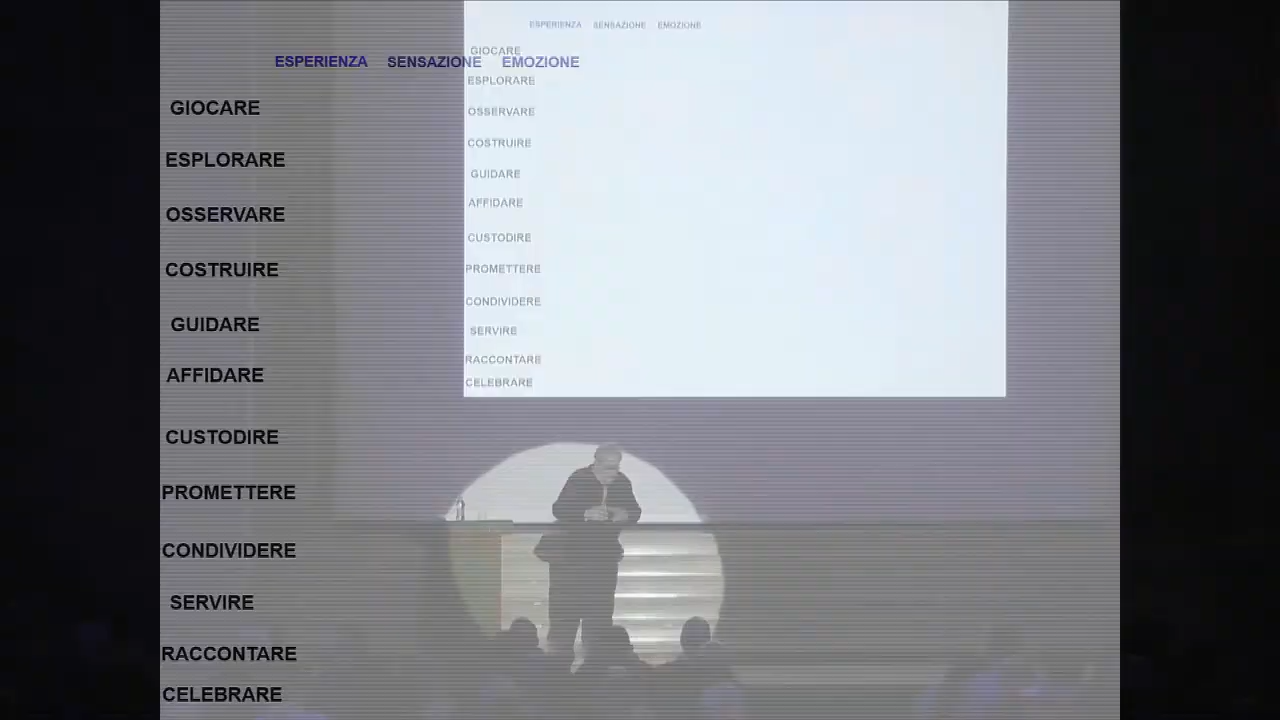 ESPERIENZA SENSAZIONE EMOZIONE
GIOCARE
ESPLORARE
OSSERVARE
COSTRUIRE
GUIDARE
AFFIDARE
CUSTODIRE
PROMETTERE
CONDIVIDERE
SERVIRE
RACCONTARE
CELEBRARE
ESPERIENZA SENSAZIONE EMOZIONE
GIOCARE
ESPLORARE
OSSERVARE
COSTRUIRE
GUIDARE
AFFIDARE
CUSTODIRE
PROMETTERE
CONDIVIDERE
SERVIRE
RACCONTARE
CELEBRARE